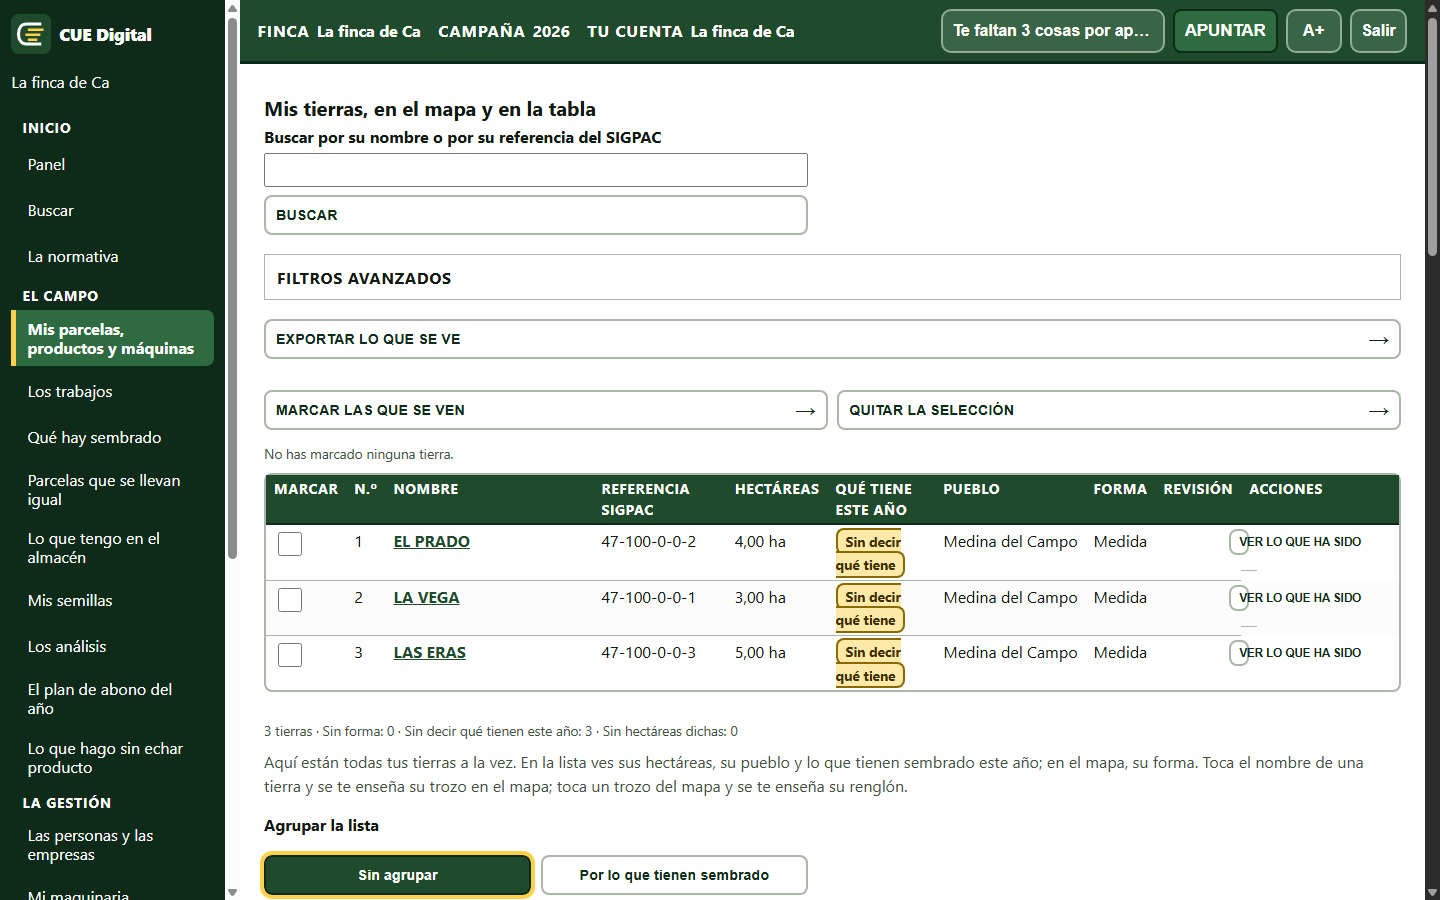 CUE Digital
La finca de Ca
INICIO
Panel
Buscar
La normativa
EL CAMPO
Mis parcelas,
productos y máquinas
Los trabajos
Qué hay sembrado
Parcelas que se llevan
igual
Lo que tengo en el
almacén
Mis semillas
Los análisis
El plan de abono del
año
Lo que hago sin echar
producto
LA GESTIÓN
Las personas y las
empresas
Mi maquinaria
FINCA La finca de Ca CAMPAÑA 2026 TU CUENTA La finca de Ca
Te faltan 3 cosas por ap... APUNTAR A+ Salir
Mis tierras, en el mapa y en la tabla
Buscar por su nombre o por su referencia del SIGPAC
BUSCAR
FILTROS AVANZADOS
EXPORTAR LO QUE SE VE →
MARCAR LAS QUE SE VEN → QUITAR LA SELECCIÓN →
No has marcado ninguna tierra.
MARCAR N.º NOMBRE REFERENCIA SIGPAC HECTÁREAS QUÉ TIENE ESTE AÑO PUEBLO FORMA REVISIÓN ACCIONES
1 EL PRADO 47-100-0-0-2 4,00 ha Sin decir qué tiene Medina del Campo Medida — VER LO QUE HA SIDO
2 LA VEGA 47-100-0-0-1 3,00 ha Sin decir qué tiene Medina del Campo Medida — VER LO QUE HA SIDO
3 LAS ERAS 47-100-0-0-3 5,00 ha Sin decir qué tiene Medina del Campo Medida VER LO QUE HA SIDO
3 tierras · Sin forma: 0 · Sin decir qué tienen este año: 3 · Sin hectáreas dichas: 0
Aquí están todas tus tierras a la vez. En la lista ves sus hectáreas, su pueblo y lo que tienen sembrado este año; en el mapa, su forma. Toca el nombre de una
tierra y se te enseña su trozo en el mapa; toca un trozo del mapa y se te enseña su renglón.
Agrupar la lista
Sin agrupar Por lo que tienen sembrado